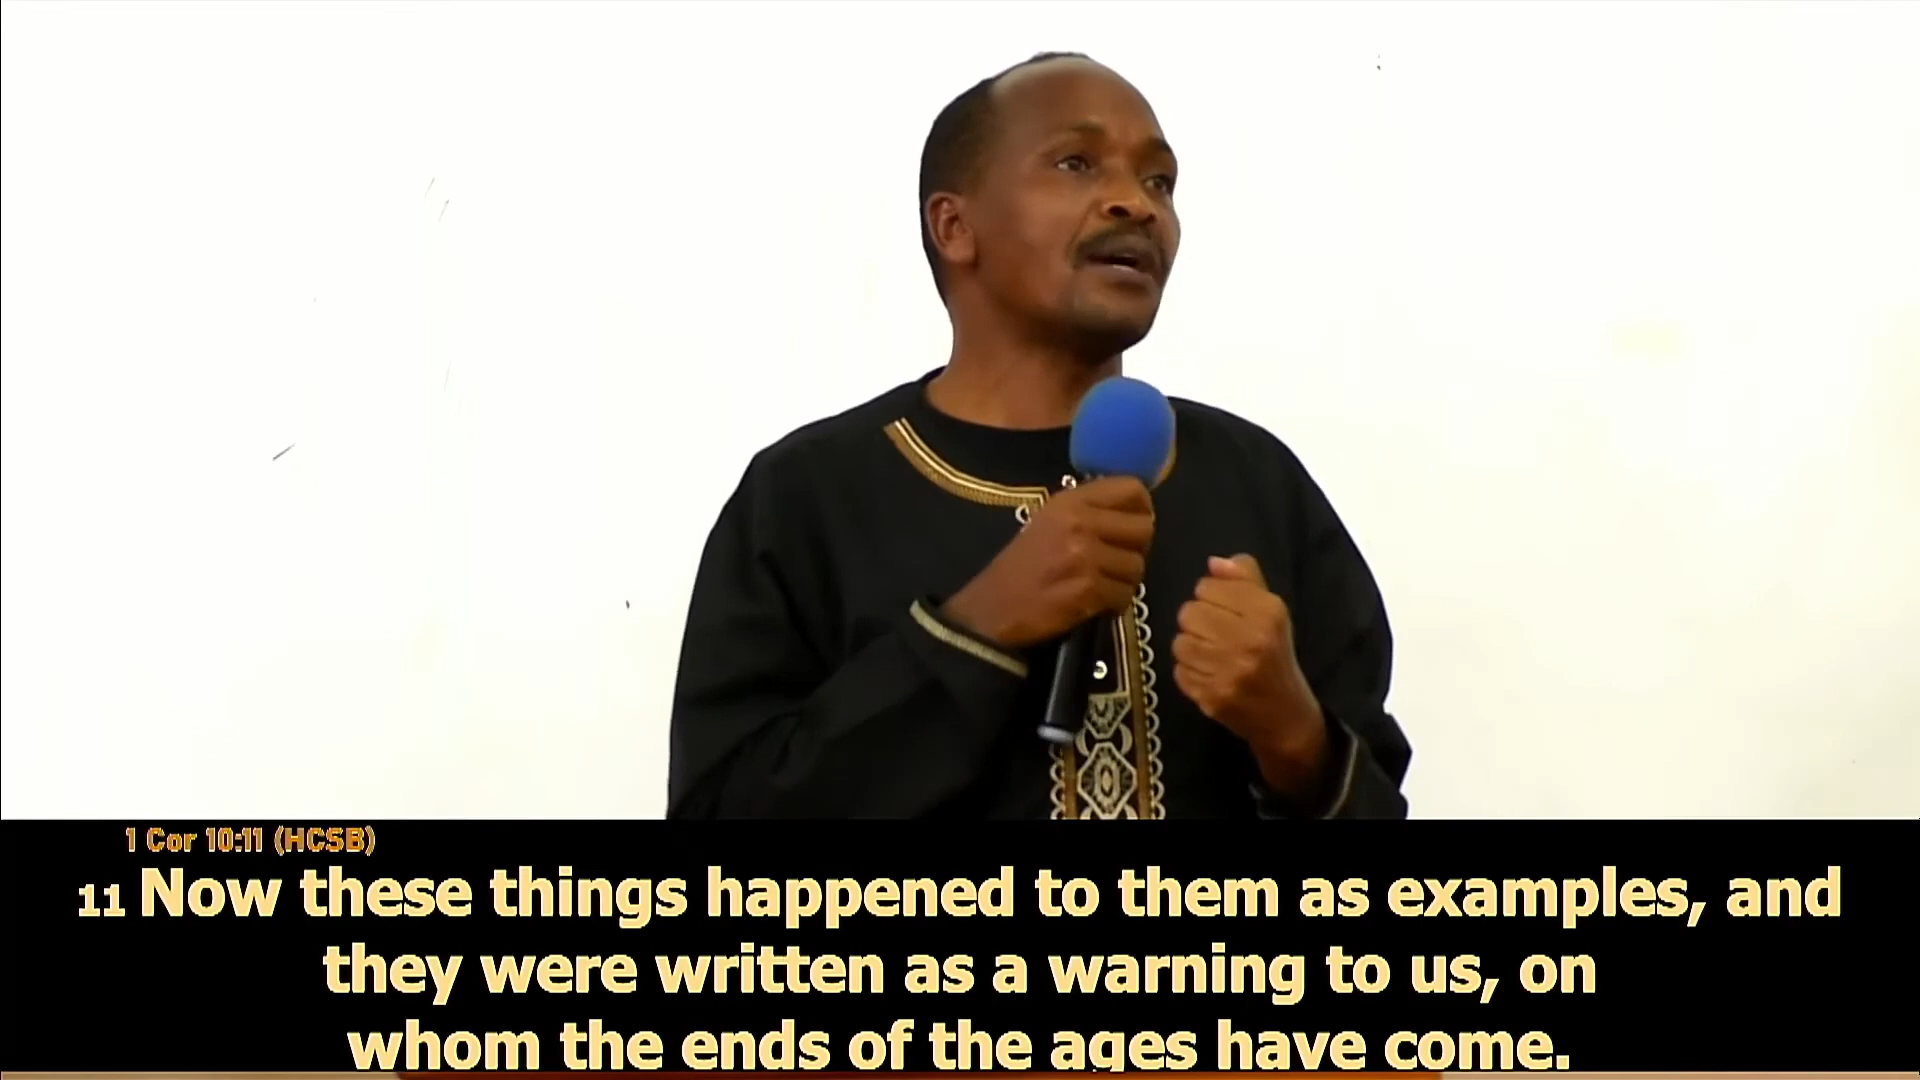 1 Cor 10:11 (HCSB)
11 Now these things happened to them as examples, and
they were written as a warning to us, on
whom the ends of the ages have come.